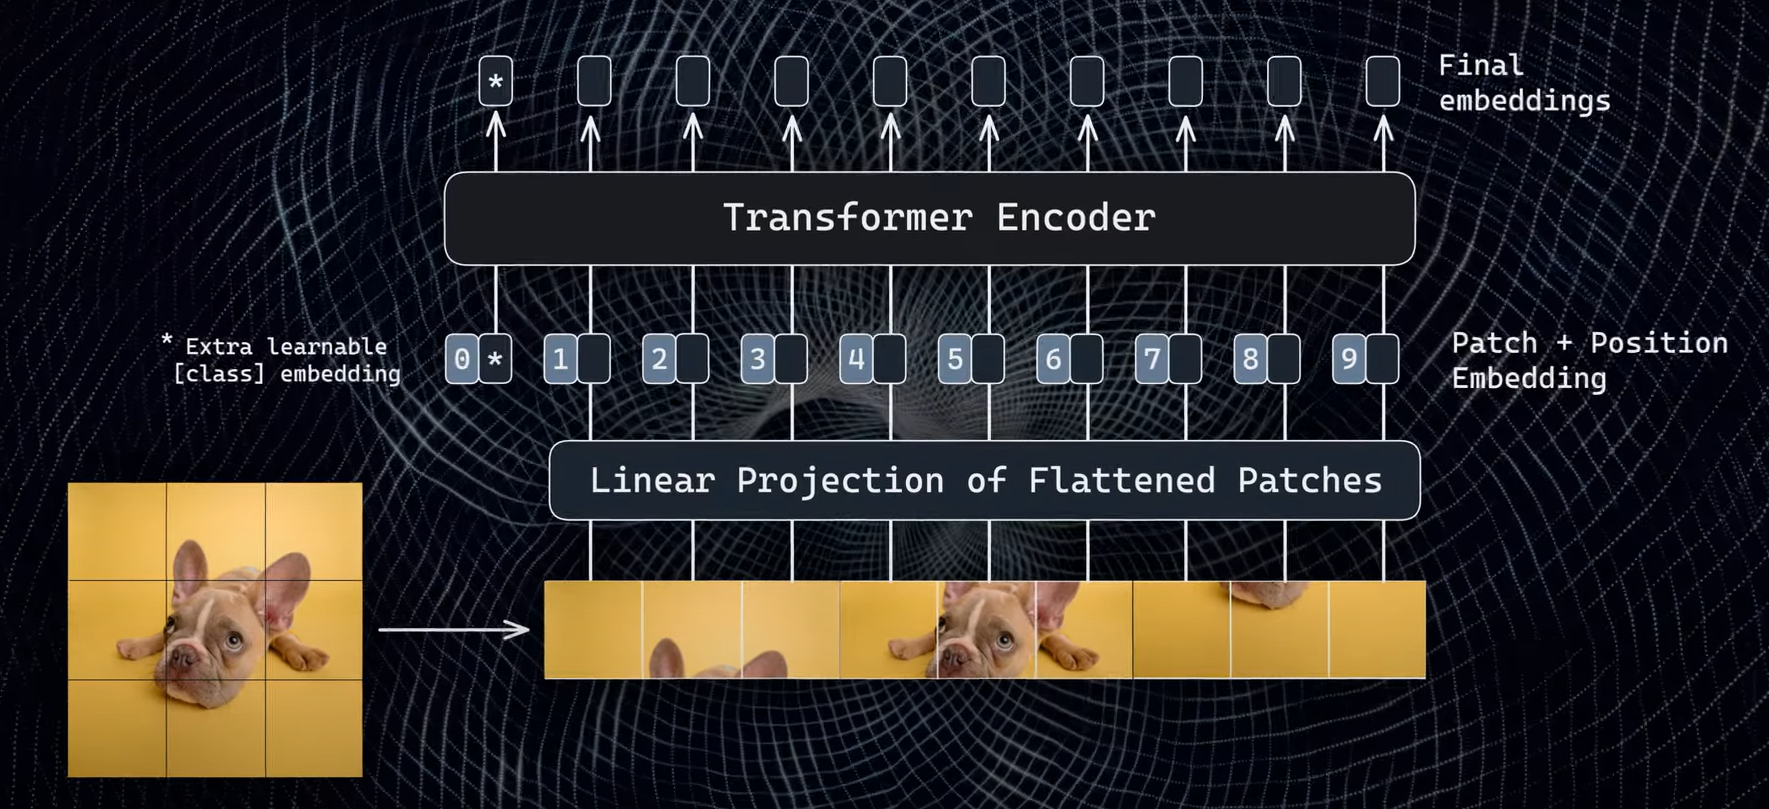 *
Final
embeddings
Transformer Encoder
* Extra learnable
[class] embedding
0 * 1 2 3 4 5 6 7 8 9
Patch + Position
Embedding
Linear Projection of Flattened Patches